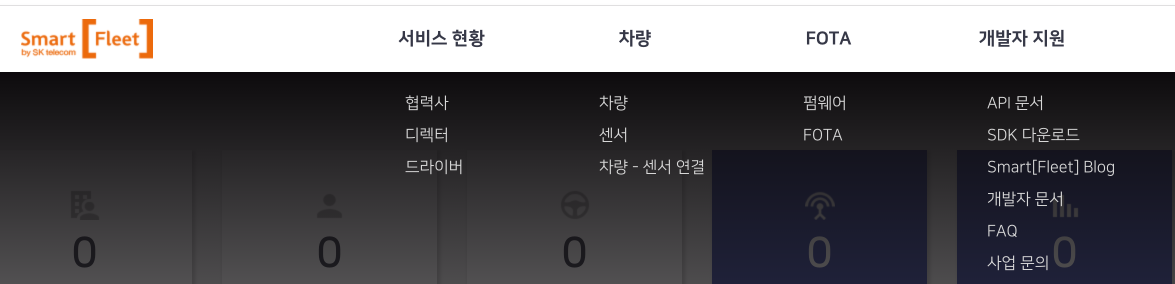 Smart [Fleet]
by SK telecom
서비스 현황
차량
FOTA
개발자 지원
협력사
디렉터
드라이버
차량
센서
차량 - 센서 연결
펌웨어
FOTA
API 문서
SDK 다운로드
Smart[Fleet] Blog
개발자 문서
FAQ
사업 문의
0
0
0
0
0